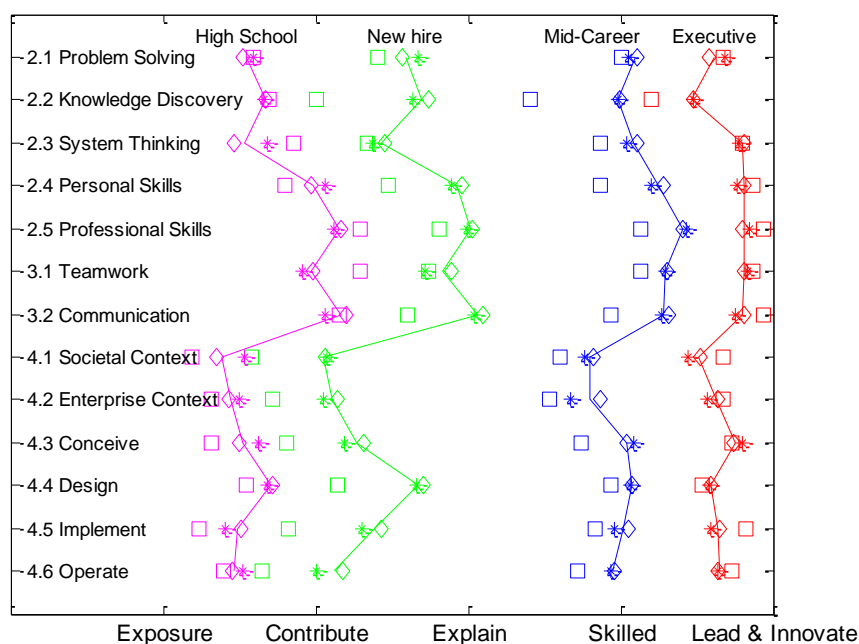 High School New hire Mid-Career Executive
2.1 Problem Solving
2.2 Knowledge Discovery
2.3 System Thinking
2.4 Personal Skills
2.5 Professional Skills
3.1 Teamwork
3.2 Communication
4.1 Societal Context
4.2 Enterprise Context
4.3 Conceive
4.4 Design
4.5 Implement
4.6 Operate
Exposure Contribute Explain Skilled Lead & Innovate